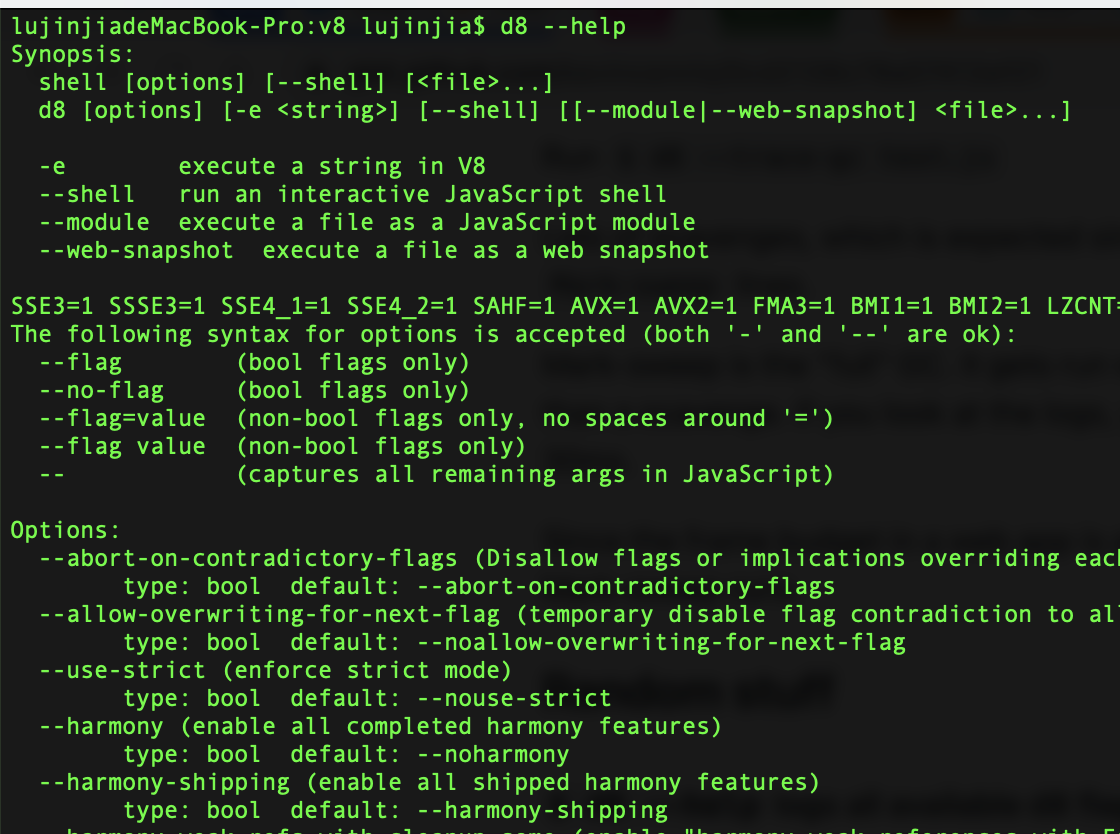 lujinjiadeMacBook-Pro:v8 lujinjia$ d8 --help
Synopsis:
  shell [options] [--shell] [<file>...]
  d8 [options] [-e <string>] [--shell] [[--module|--web-snapshot] <file>...]

  -e        execute a string in V8
  --shell   run an interactive JavaScript shell
  --module  execute a file as a JavaScript module
  --web-snapshot  execute a file as a web snapshot

SSE3=1 SSSE3=1 SSE4_1=1 SSE4_2=1 SAHF=1 AVX=1 AVX2=1 FMA3=1 BMI1=1 BMI2=1 LZCNT=
The following syntax for options is accepted (both '-' and '--' are ok):
  --flag        (bool flags only)
  --no-flag     (bool flags only)
  --flag=value  (non-bool flags only, no spaces around '=')
  --flag value  (non-bool flags only)
  --            (captures all remaining args in JavaScript)

Options:
  --abort-on-contradictory-flags (Disallow flags or implications overriding each
        type: bool  default: --abort-on-contradictory-flags
  --allow-overwriting-for-next-flag (temporary disable flag contradiction to al
        type: bool  default: --noallow-overwriting-for-next-flag
  --use-strict (enforce strict mode)
        type: bool  default: --nouse-strict
  --harmony (enable all completed harmony features)
        type: bool  default: --noharmony
  --harmony-shipping (enable all shipped harmony features)
        type: bool  default: --harmony-shipping